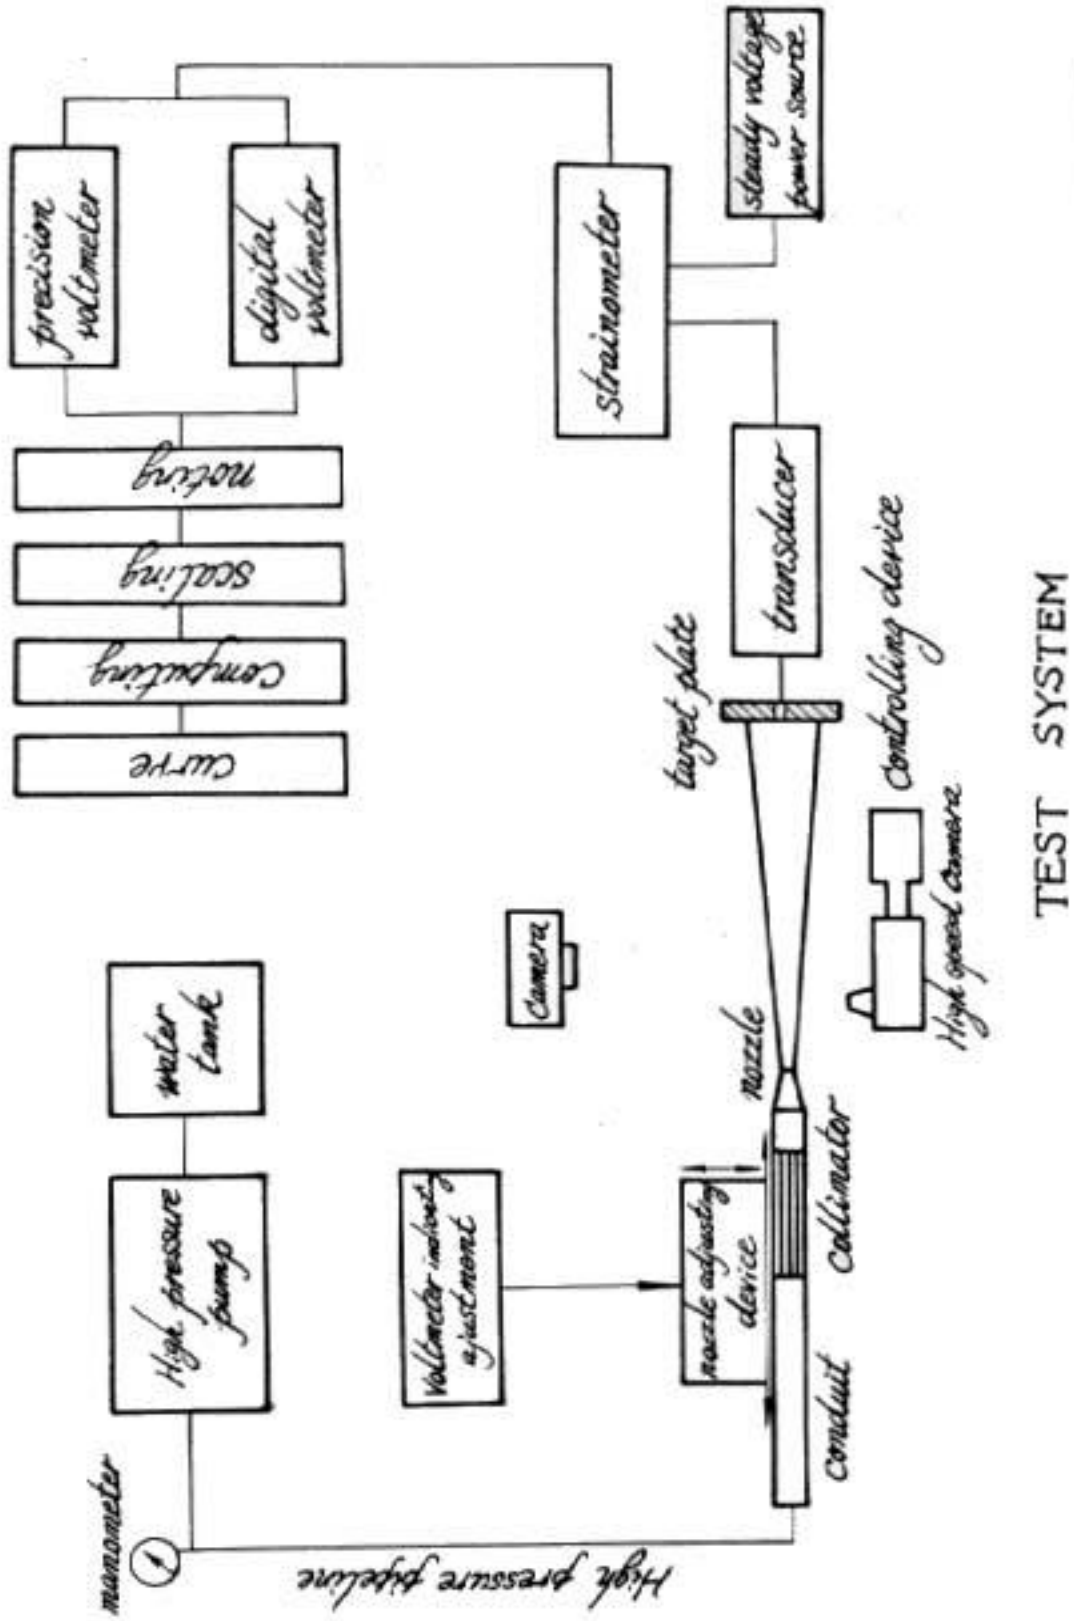 manometer
High pressure
pump
water
tank
High pressure pipeline
Voltmeter
ajustment
nozzle adjusting
device
conduit
collimator
nozzle
camera
High speed camera
controlling device
target plate
transducer
strainometer
steady voltage
power source
precision
voltmeter
digital
voltmeter
noting
scaling
Computing
curve
TEST SYSTEM